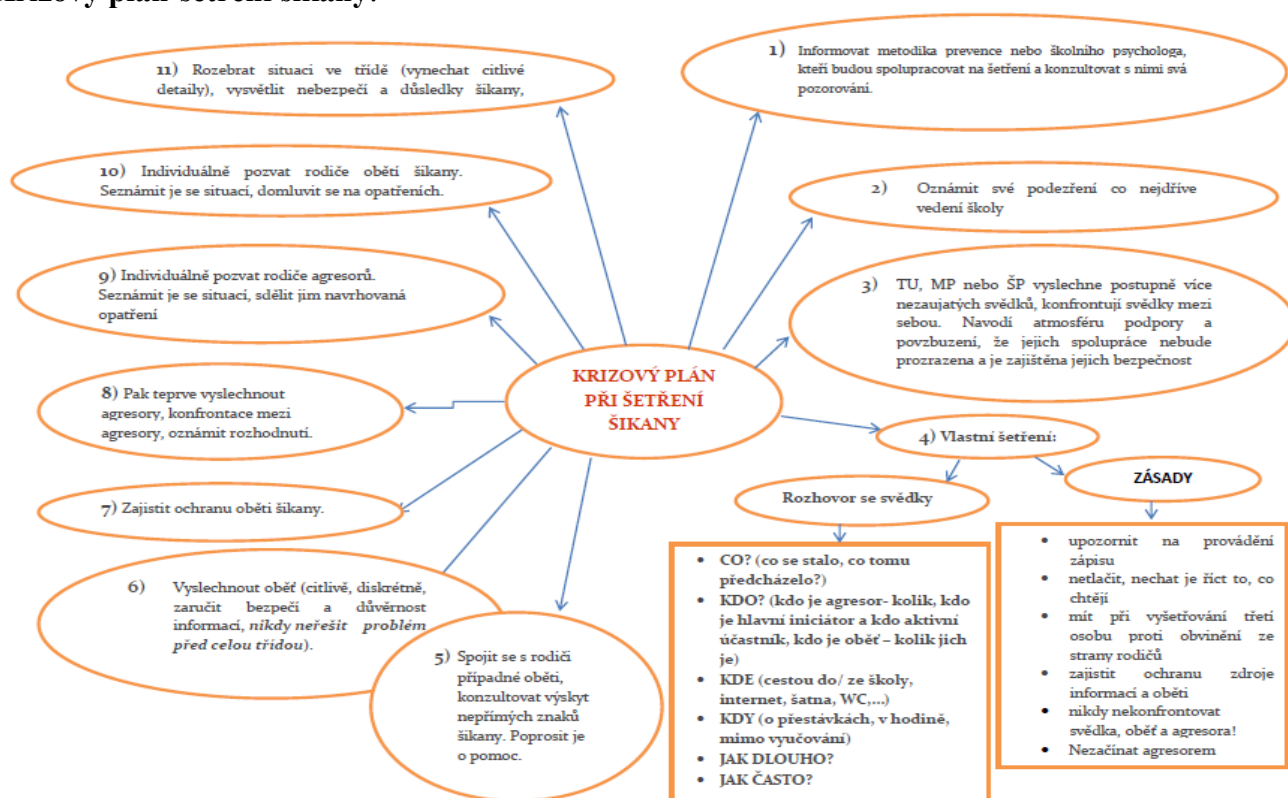 Krizový plán šetření šikany:
1) Informovat metodika prevence nebo školního psychologa,
kteří budou spolupracovat na šetření a konzultovat s nimi svá
pozorování.
2) Oznámit své podezření co nejdříve
vedení školy
3) TU, MP nebo ŠP vyslechne postupně více
nezaujatých svědků, konfrontují svědky mezi
sebou. Navodí atmosféru podpory a
povzbuzení, že jejich spolupráce nebude
prozrazena a je zajištěna jejich bezpečnost
KRIZOVÝ PLÁN
PŘI ŠETŘENÍ
ŠIKANY
4) Vlastní šetření:
Rozhovor se svědky
• CO? (co se stalo, co tomu
předcházelo?)
• KDO? (kdo je agresor- kolik, kdo
je hlavní iniciátor a kdo aktivní
účastník, kdo je oběť – kolik jich
je)
• KDE (cestou do/ ze školy,
internet, šatna, WC,...)
• KDY (o přestávkách, v hodině,
mimo vyučování)
• JAK DLOUHO?
• JAK ČASTO?
ZÁSADY
• upozornit na provádění
zápisu
• netlačit, nechat je říct to, co
chtějí
• mít při vyšetřování třetí
osobu proti obvinění ze
strany rodičů
• zajistit ochranu zdroje
informací a oběti
• nikdy nekonfrontovat
svědka, oběť a agresora!
• Nezačínat agresorem
5) Spojit se s rodiči
případné oběti,
konzultovat výskyt
nepřímých znaků
šikany. Poprosit je
o pomoc.
6) Vyslechnout oběť (citlivě, diskrétně,
zaručit bezpečí a důvěrnost
informací, nikdy neřešit problém
před celou třídou).
7) Zajistit ochranu oběti šikany.
8) Pak teprve vyslechnout
agresory, konfrontace mezi
agresory, oznámit rozhodnutí.
9) Individuálně pozvat rodiče agresorů.
Seznámit je se situací, sdělit jim navrhovaná
opatření
10) Individuálně pozvat rodiče obětí šikany.
Seznámit je se situací, domluvit se na opatřeních.
11) Rozebrat situaci ve třídě (vynechat citlivé
detaily), vysvětlit nebezpečí a důsledky šikany,